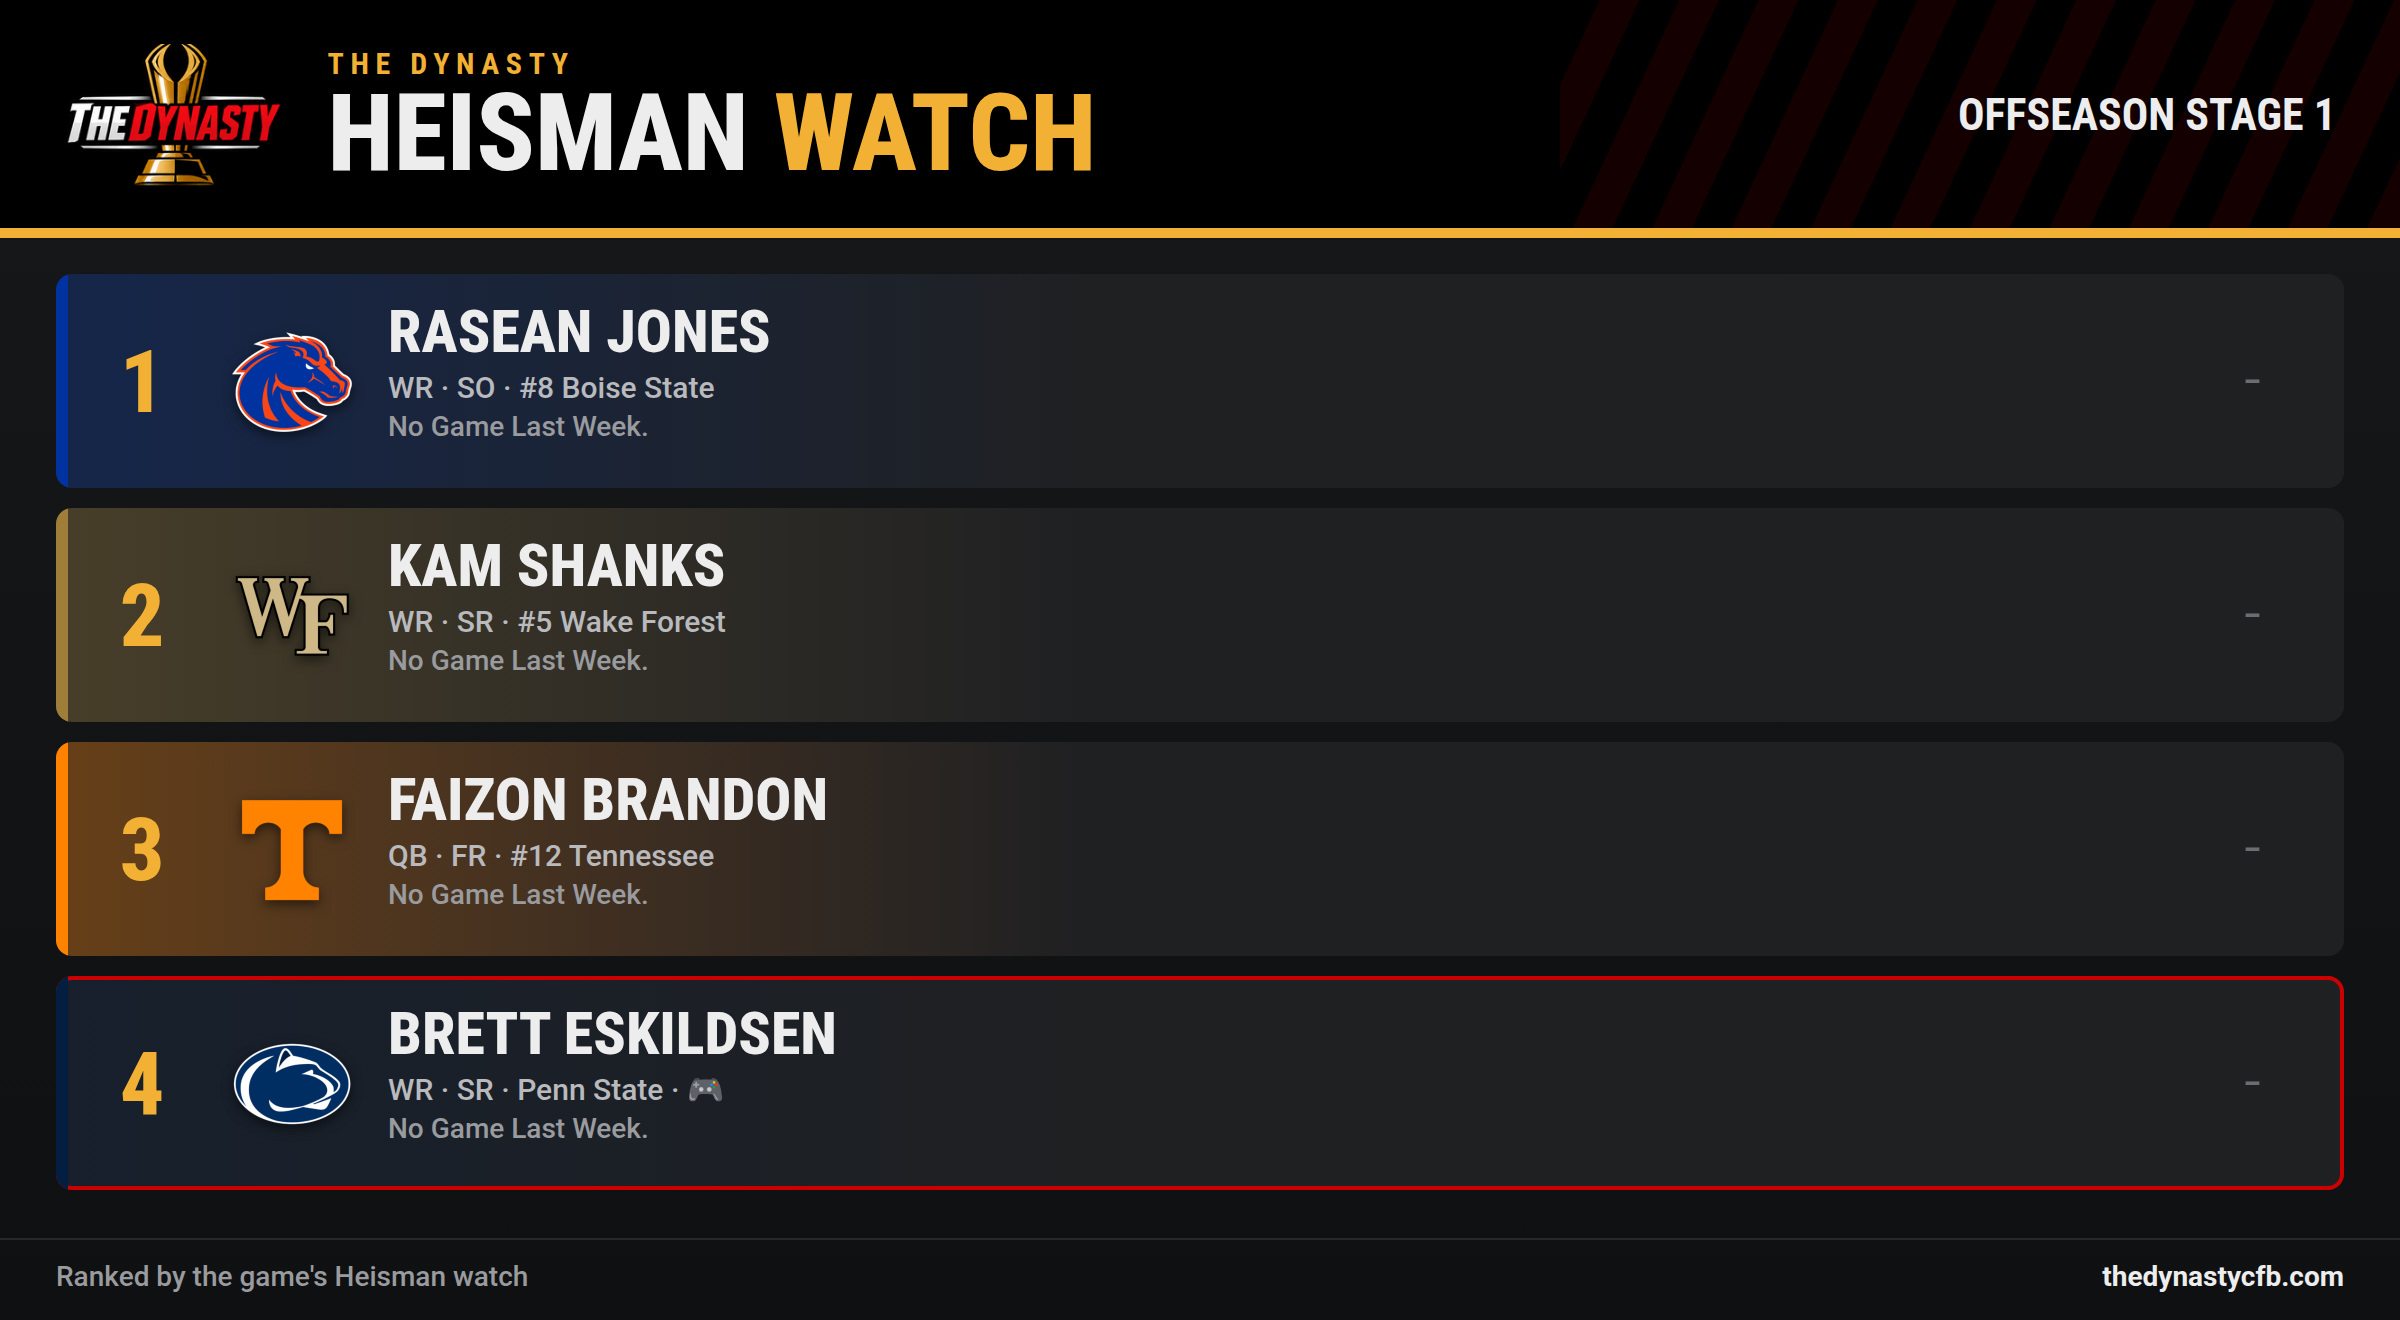 THE DYNASTY
THE DYNASTY
HEISMAN WATCH
OFFSEASON STAGE 1
1
RASEAN JONES
WR · SO · #8 Boise State
No Game Last Week.
–
2
WF
KAM SHANKS
WR · SR · #5 Wake Forest
No Game Last Week.
–
3
T
FAIZON BRANDON
QB · FR · #12 Tennessee
No Game Last Week.
–
4
BRETT ESKILDSEN
WR · SR · Penn State · 🎮
No Game Last Week.
–
Ranked by the game's Heisman watch
thedynastycfb.com